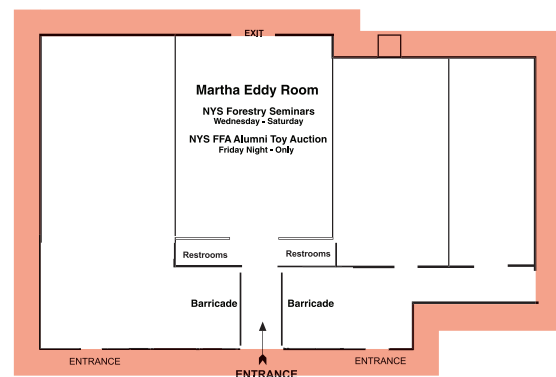 EXIT
Martha Eddy Room
NYS Forestry Seminars
Wednesday - Saturday
NYS FFA Alumni Toy Auction
Friday Night - Only
Restrooms
Restrooms
Barricade
Barricade
ENTRANCE
ENTRANCE
ENTRANCE